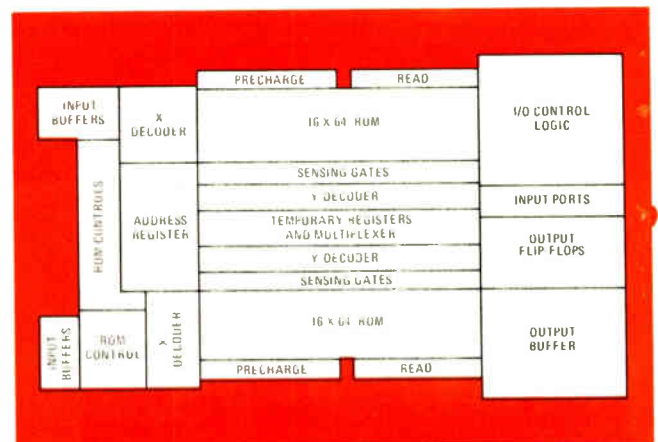 PRECHARGE
READ
INPUT
BUFFERS
X
DECODER
16 X 64 ROM
I/O CONTROL
LOGIC
SENSING GATES
Y DECODER
INPUT PORTS
ROM CONTROLS
ADDRESS
REGISTER
TEMPORARY REGISTERS
AND MULTIPLEXER
OUTPUT
FLIP FLOPS
Y DECODER
SENSING GATES
INPUT
BUFFERS
ROM
CONTROL
X
DECODER
16 X 64 ROM
OUTPUT
BUFFER
PRECHARGE
READ